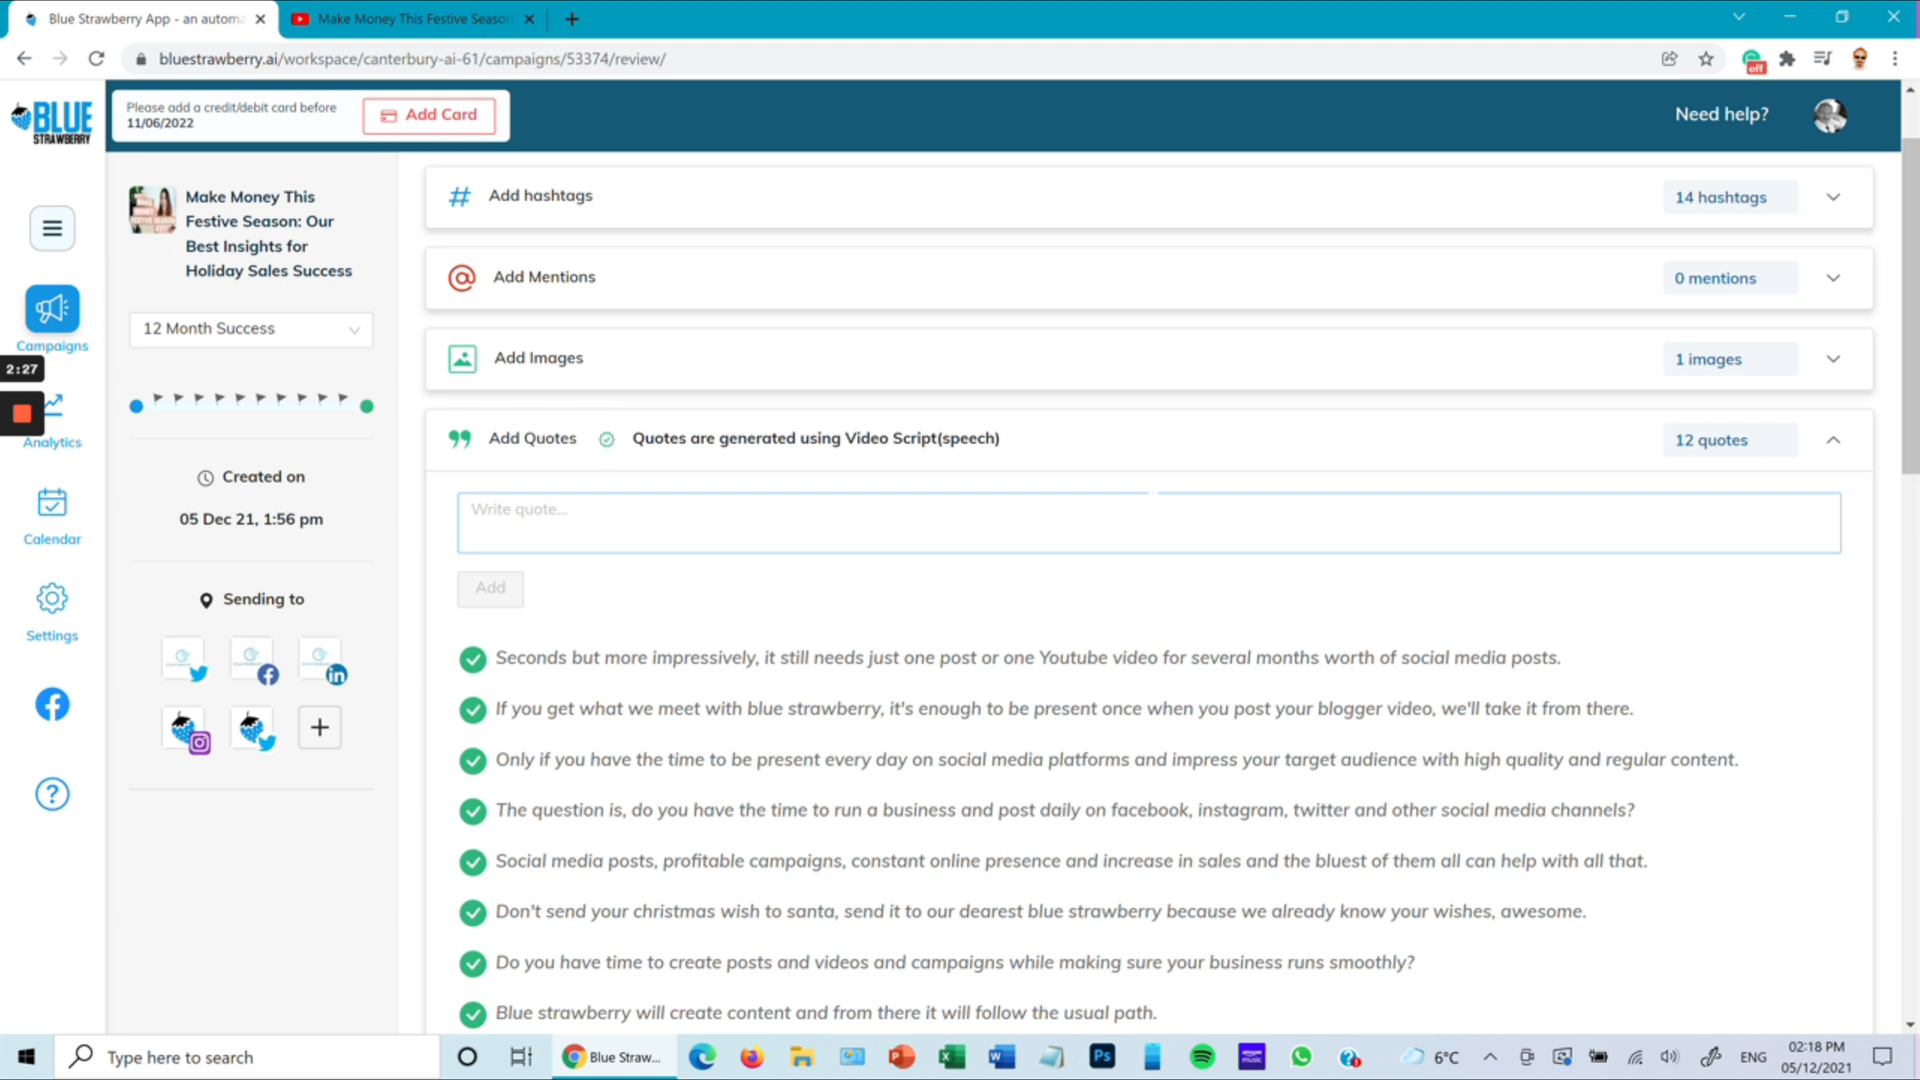 Blue Strawberry App - an automa
Make Money This Festive Season
bluestrawberry.ai/workspace/canterbury-ai-61/campaigns/53374/review/
off
BLUE
STRAWBERRY
Please add a credit/debit card before
11/06/2022
Add Card
Need help?
Campaigns
2:27
Analytics
Calendar
Settings
Make Money This
Festive Season: Our
Best Insights for
Holiday Sales Success
12 Month Success
Created on
05 Dec 21, 1:56 pm
Sending to
Add hashtags
14 hashtags
Add Mentions
0 mentions
Add Images
1 images
Add Quotes
Quotes are generated using Video Script(speech)
12 quotes
Write quote...
Add
Seconds but more impressively, it still needs just one post or one Youtube video for several months worth of social media posts.
If you get what we meet with blue strawberry, it's enough to be present once when you post your blogger video, we'll take it from there.
Only if you have the time to be present every day on social media platforms and impress your target audience with high quality and regular content.
The question is, do you have the time to run a business and post daily on facebook, instagram, twitter and other social media channels?
Social media posts, profitable campaigns, constant online presence and increase in sales and the bluest of them all can help with all that.
Don't send your christmas wish to santa, send it to our dearest blue strawberry because we already know your wishes, awesome.
Do you have time to create posts and videos and campaigns while making sure your business runs smoothly?
Blue strawberry will create content and from there it will follow the usual path.
Type here to search
Blue Straw...
6°C
ENG
02:18 PM
05/12/2021